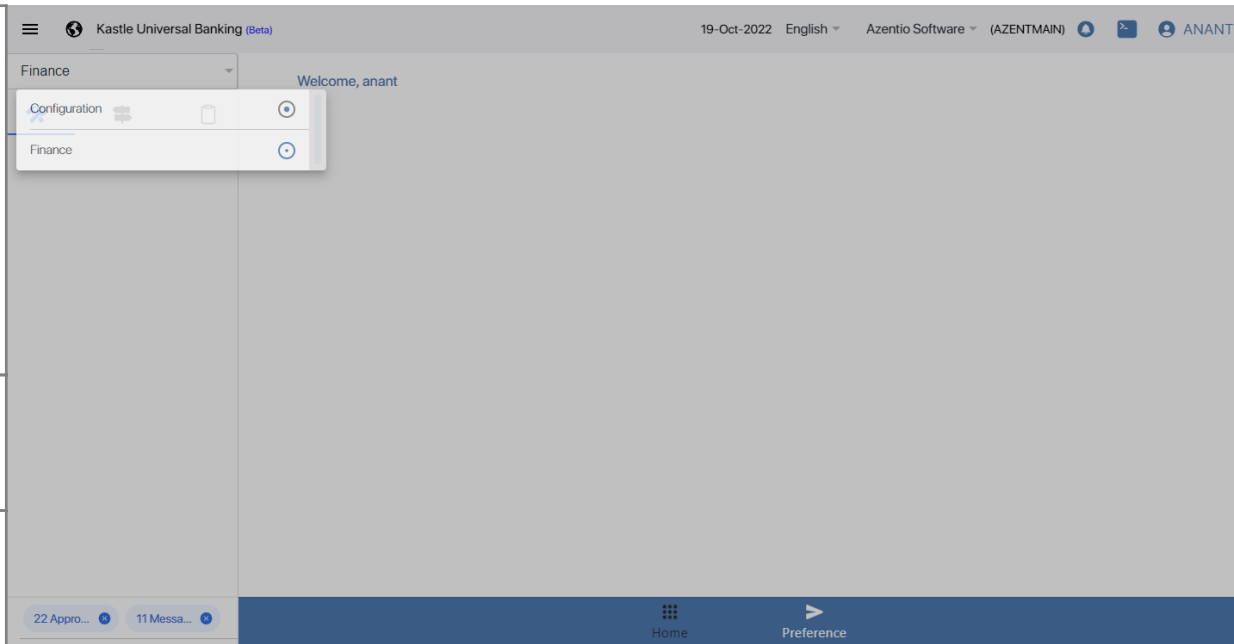 Kastle Universal Banking (Beta)
19-Oct-2022 English Azentio Software (AZENTMAIN) ANANT
Finance
Welcome, anant
Configuration
Finance
22 Appro... 11 Messa...
Home Preference